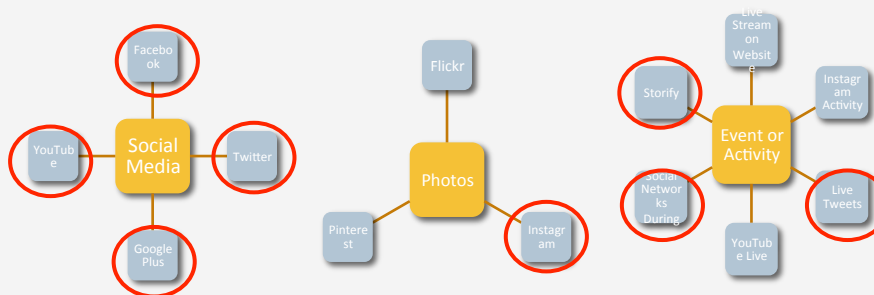 Facebo
ok
YouTub
e
Social
Media
Twitter
Google
Plus
Flickr
Photos
Pintere
st
Instagr
am
Live
Stream
on
Websit
e
Storify
Instagr
am
Activity
Event or
Activity
Social
Networ
ks
During
Live
Tweets
YouTub
e Live